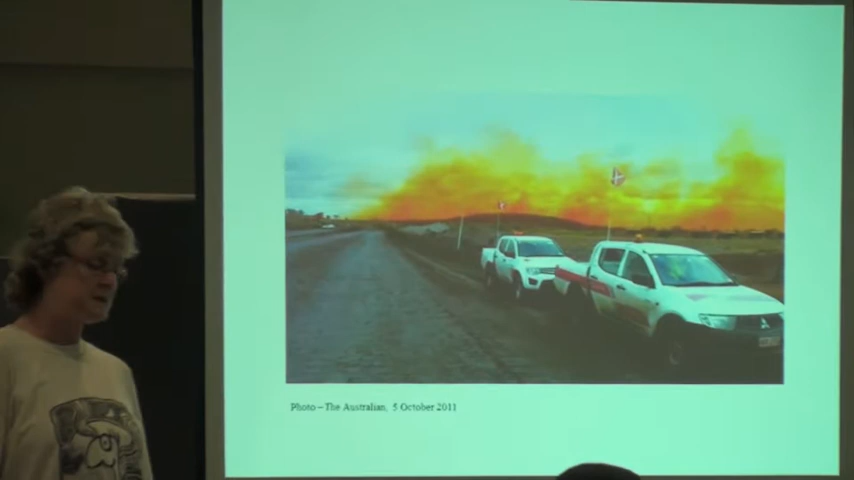 Photo – The Australian, 5 October 2011